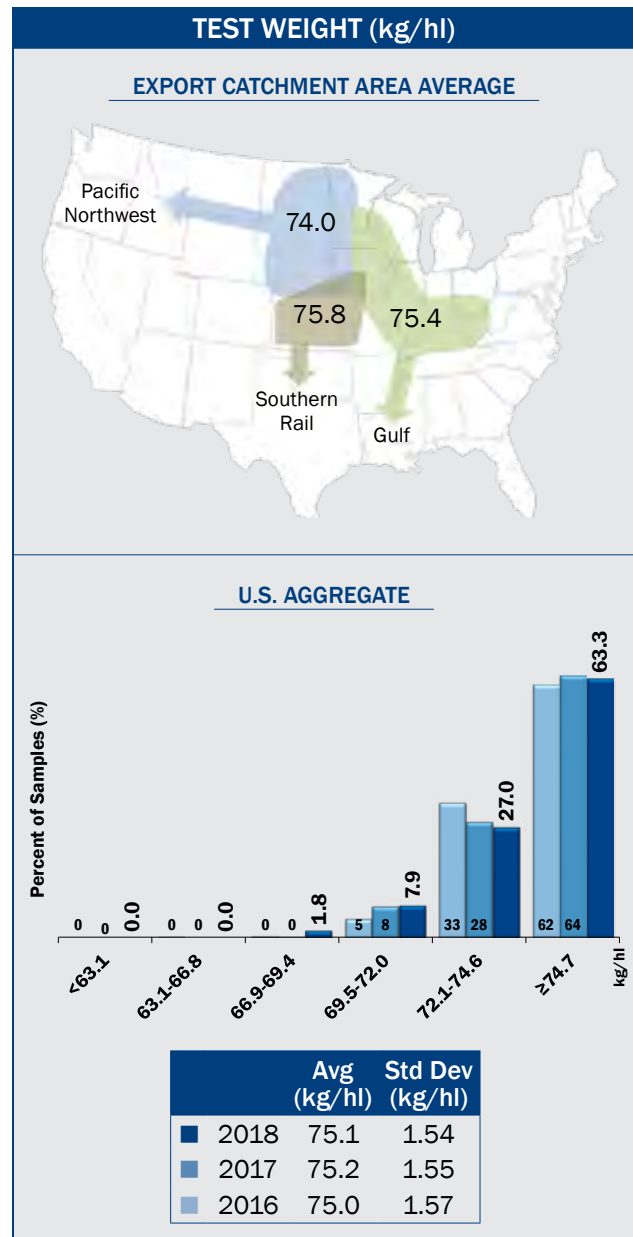 TEST WEIGHT (kg/hl)
EXPORT CATCHMENT AREA AVERAGE
Pacific
Northwest
74.0
75.8
75.4
Southern
Rail
Gulf
U.S. AGGREGATE
Percent of Samples (%)
0 0 0.0
0 0 0.0
0 0 1.8
5 8 7.9
33 28 27.0
62 64 63.3
<63.1 63.1-66.8 66.9-69.4 69.5-72.0 72.1-74.6 ≥74.7 kg/hl
Avg Std Dev
(kg/hl) (kg/hl)
2018 75.1 1.54
2017 75.2 1.55
2016 75.0 1.57